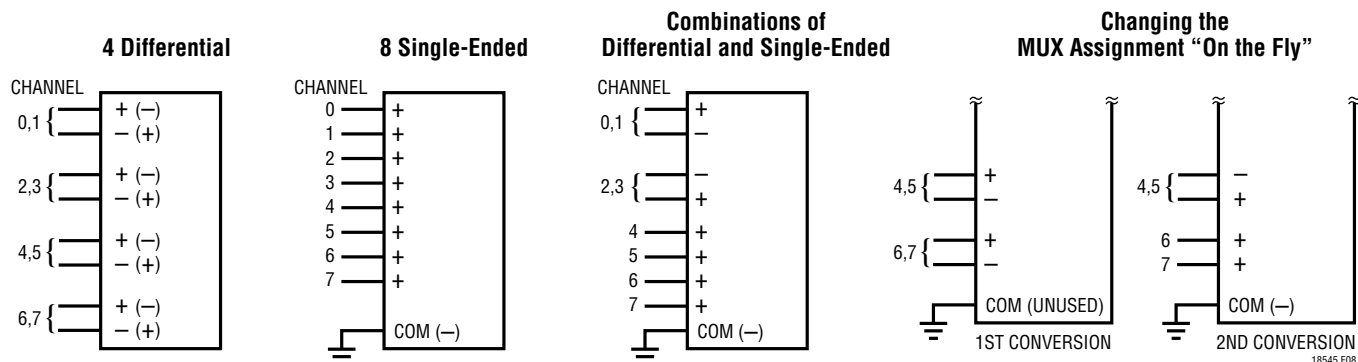 4 Differential
CHANNEL
0,1 { + (–)
– (+)
2,3 { + (–)
– (+)
4,5 { + (–)
– (+)
6,7 { + (–)
– (+)
8 Single-Ended
CHANNEL
0 +
1 +
2 +
3 +
4 +
5 +
6 +
7 +
COM (–)
Combinations of
Differential and Single-Ended
CHANNEL
0,1 { +
–
2,3 { –
+
4 +
5 +
6 +
7 +
COM (–)
Changing the
MUX Assignment “On the Fly”
4,5 { +
–
6,7 { +
–
COM (UNUSED)
1ST CONVERSION
4,5 { –
+
6 +
7 +
COM (–)
2ND CONVERSION
18545 F08